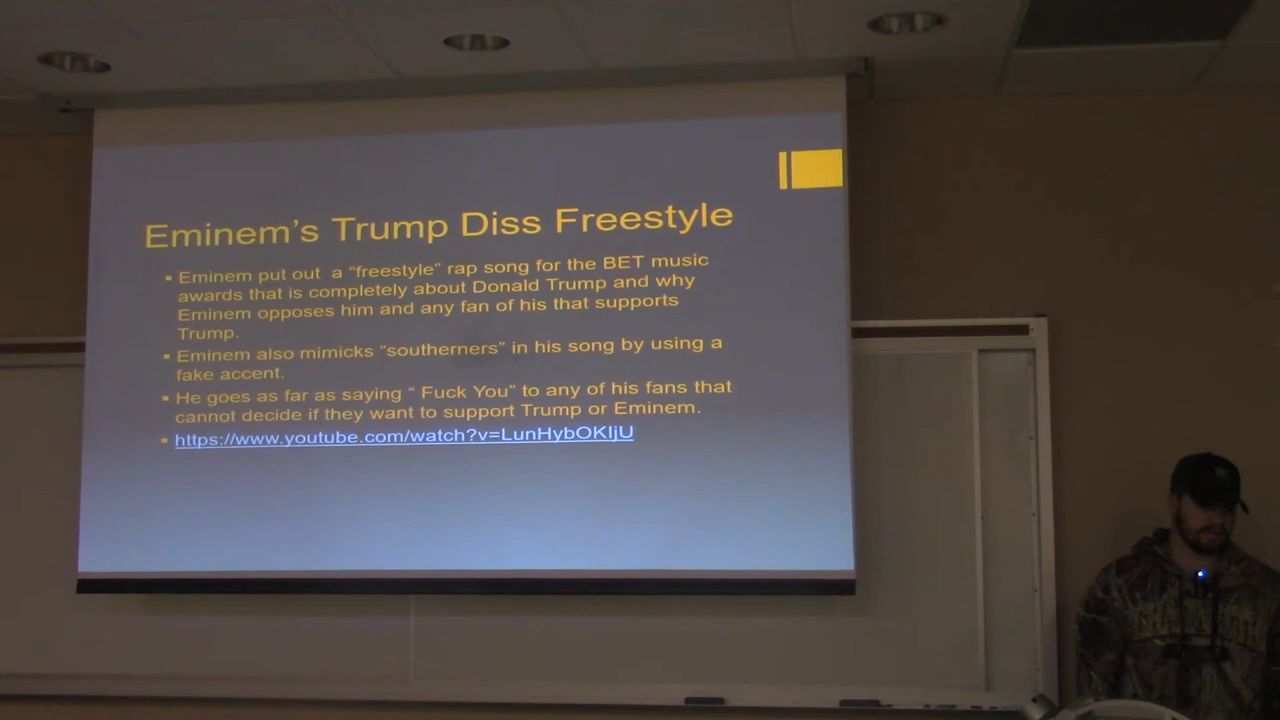 Eminem's Trump Diss Freestyle
Eminem put out a "freestyle" rap song for the BET music
awards that is completely about Donald Trump and why
Eminem opposes him and any fan of his that supports
Trump.
Eminem also mimicks "southerners" in his song by using a
fake accent.
He goes as far as saying " Fuck You" to any of his fans that
cannot decide if they want to support Trump or Eminem.
https://www.youtube.com/watch?v=LunHybOKIjU